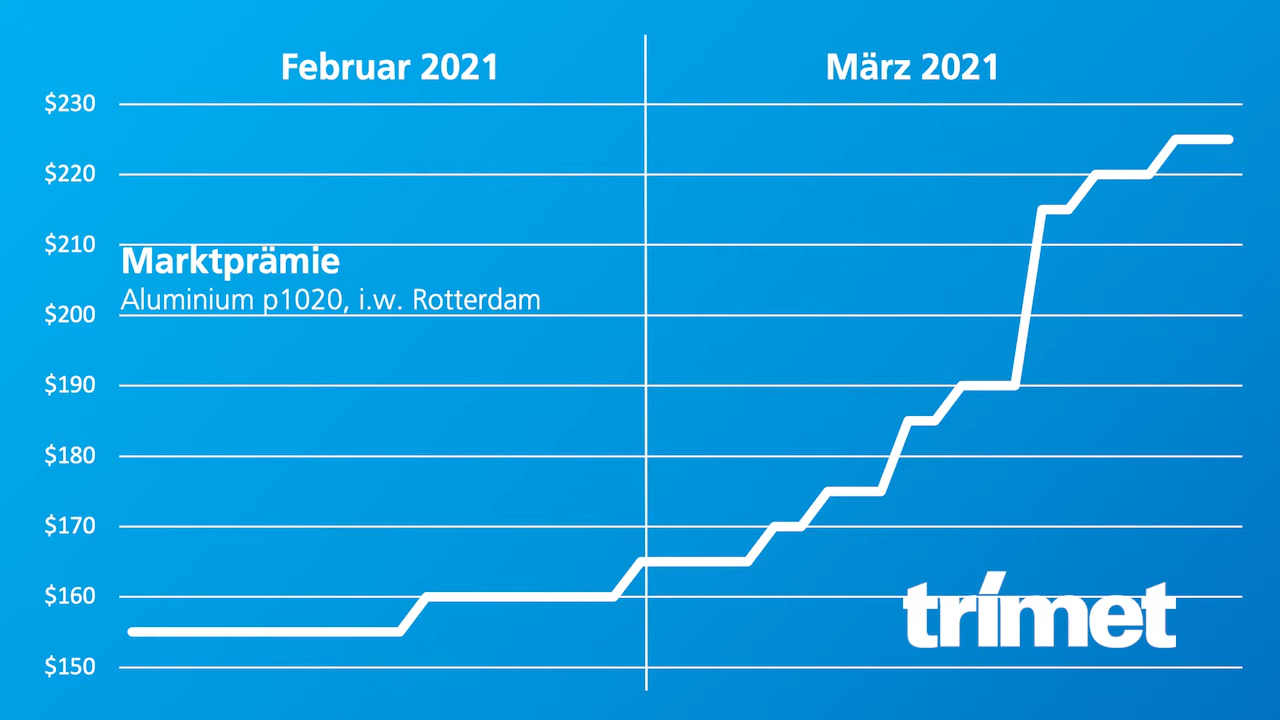 Februar 2021
März 2021
$230
$220
$210
Marktprämie
Aluminium p1020, i.w. Rotterdam
$200
$190
$180
$170
$160
trimet
$150